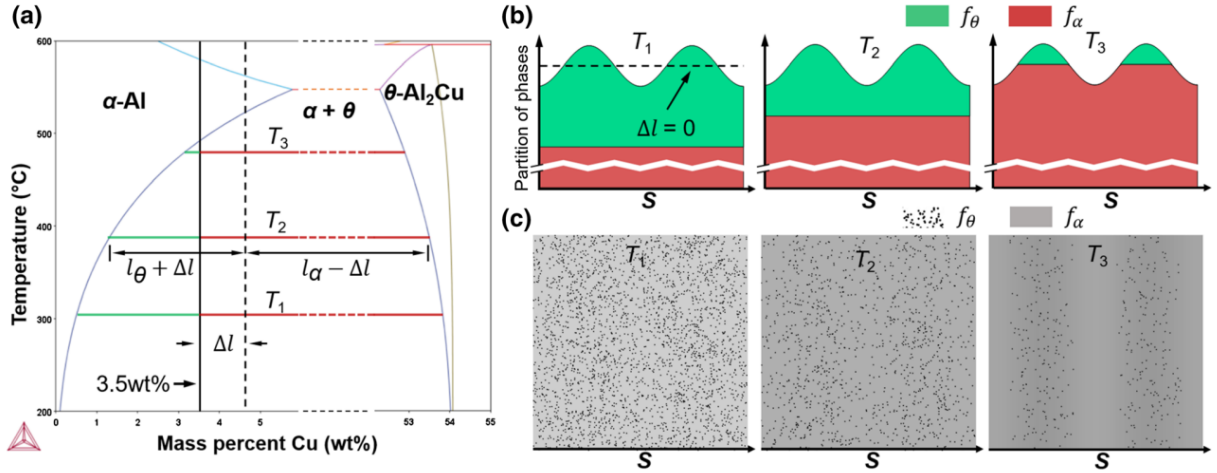 (a)
600
500
400
300
200
Temperature (°C)
α-Al
α + θ
θ-Al₂Cu
T₃
T₂
lθ + Δl
lα − Δl
T₁
Δl
3.5wt%
0 1 2 3 4 5 53 54 55
Mass percent Cu (wt%)
(b)
fθ
fα
Partition of phases
T₁
Δl = 0
S
T₂
S
T₃
S
(c)
fθ
fα
T₁
S
T₂
S
T₃
S